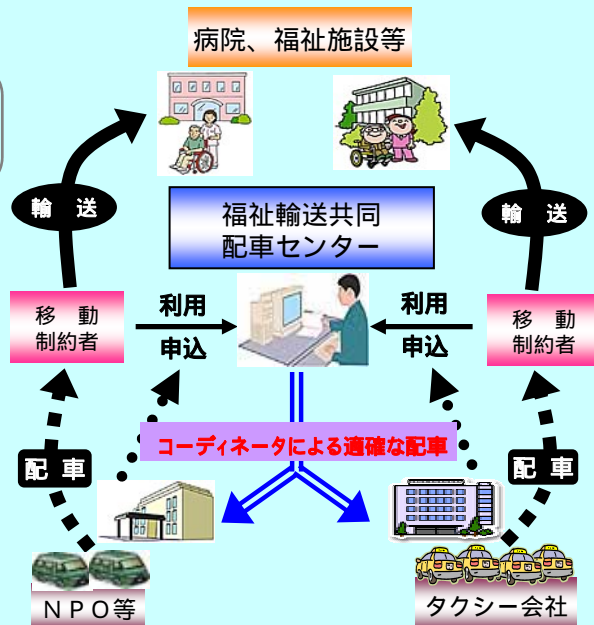 病院、福祉施設等
輸 送
輸 送
福祉輸送共同
配車センター
移 動
制約者
利用
申込
利用
申込
移 動
制約者
コーディネータによる適確な配車
配 車
配 車
ＮＰＯ等
タクシー会社